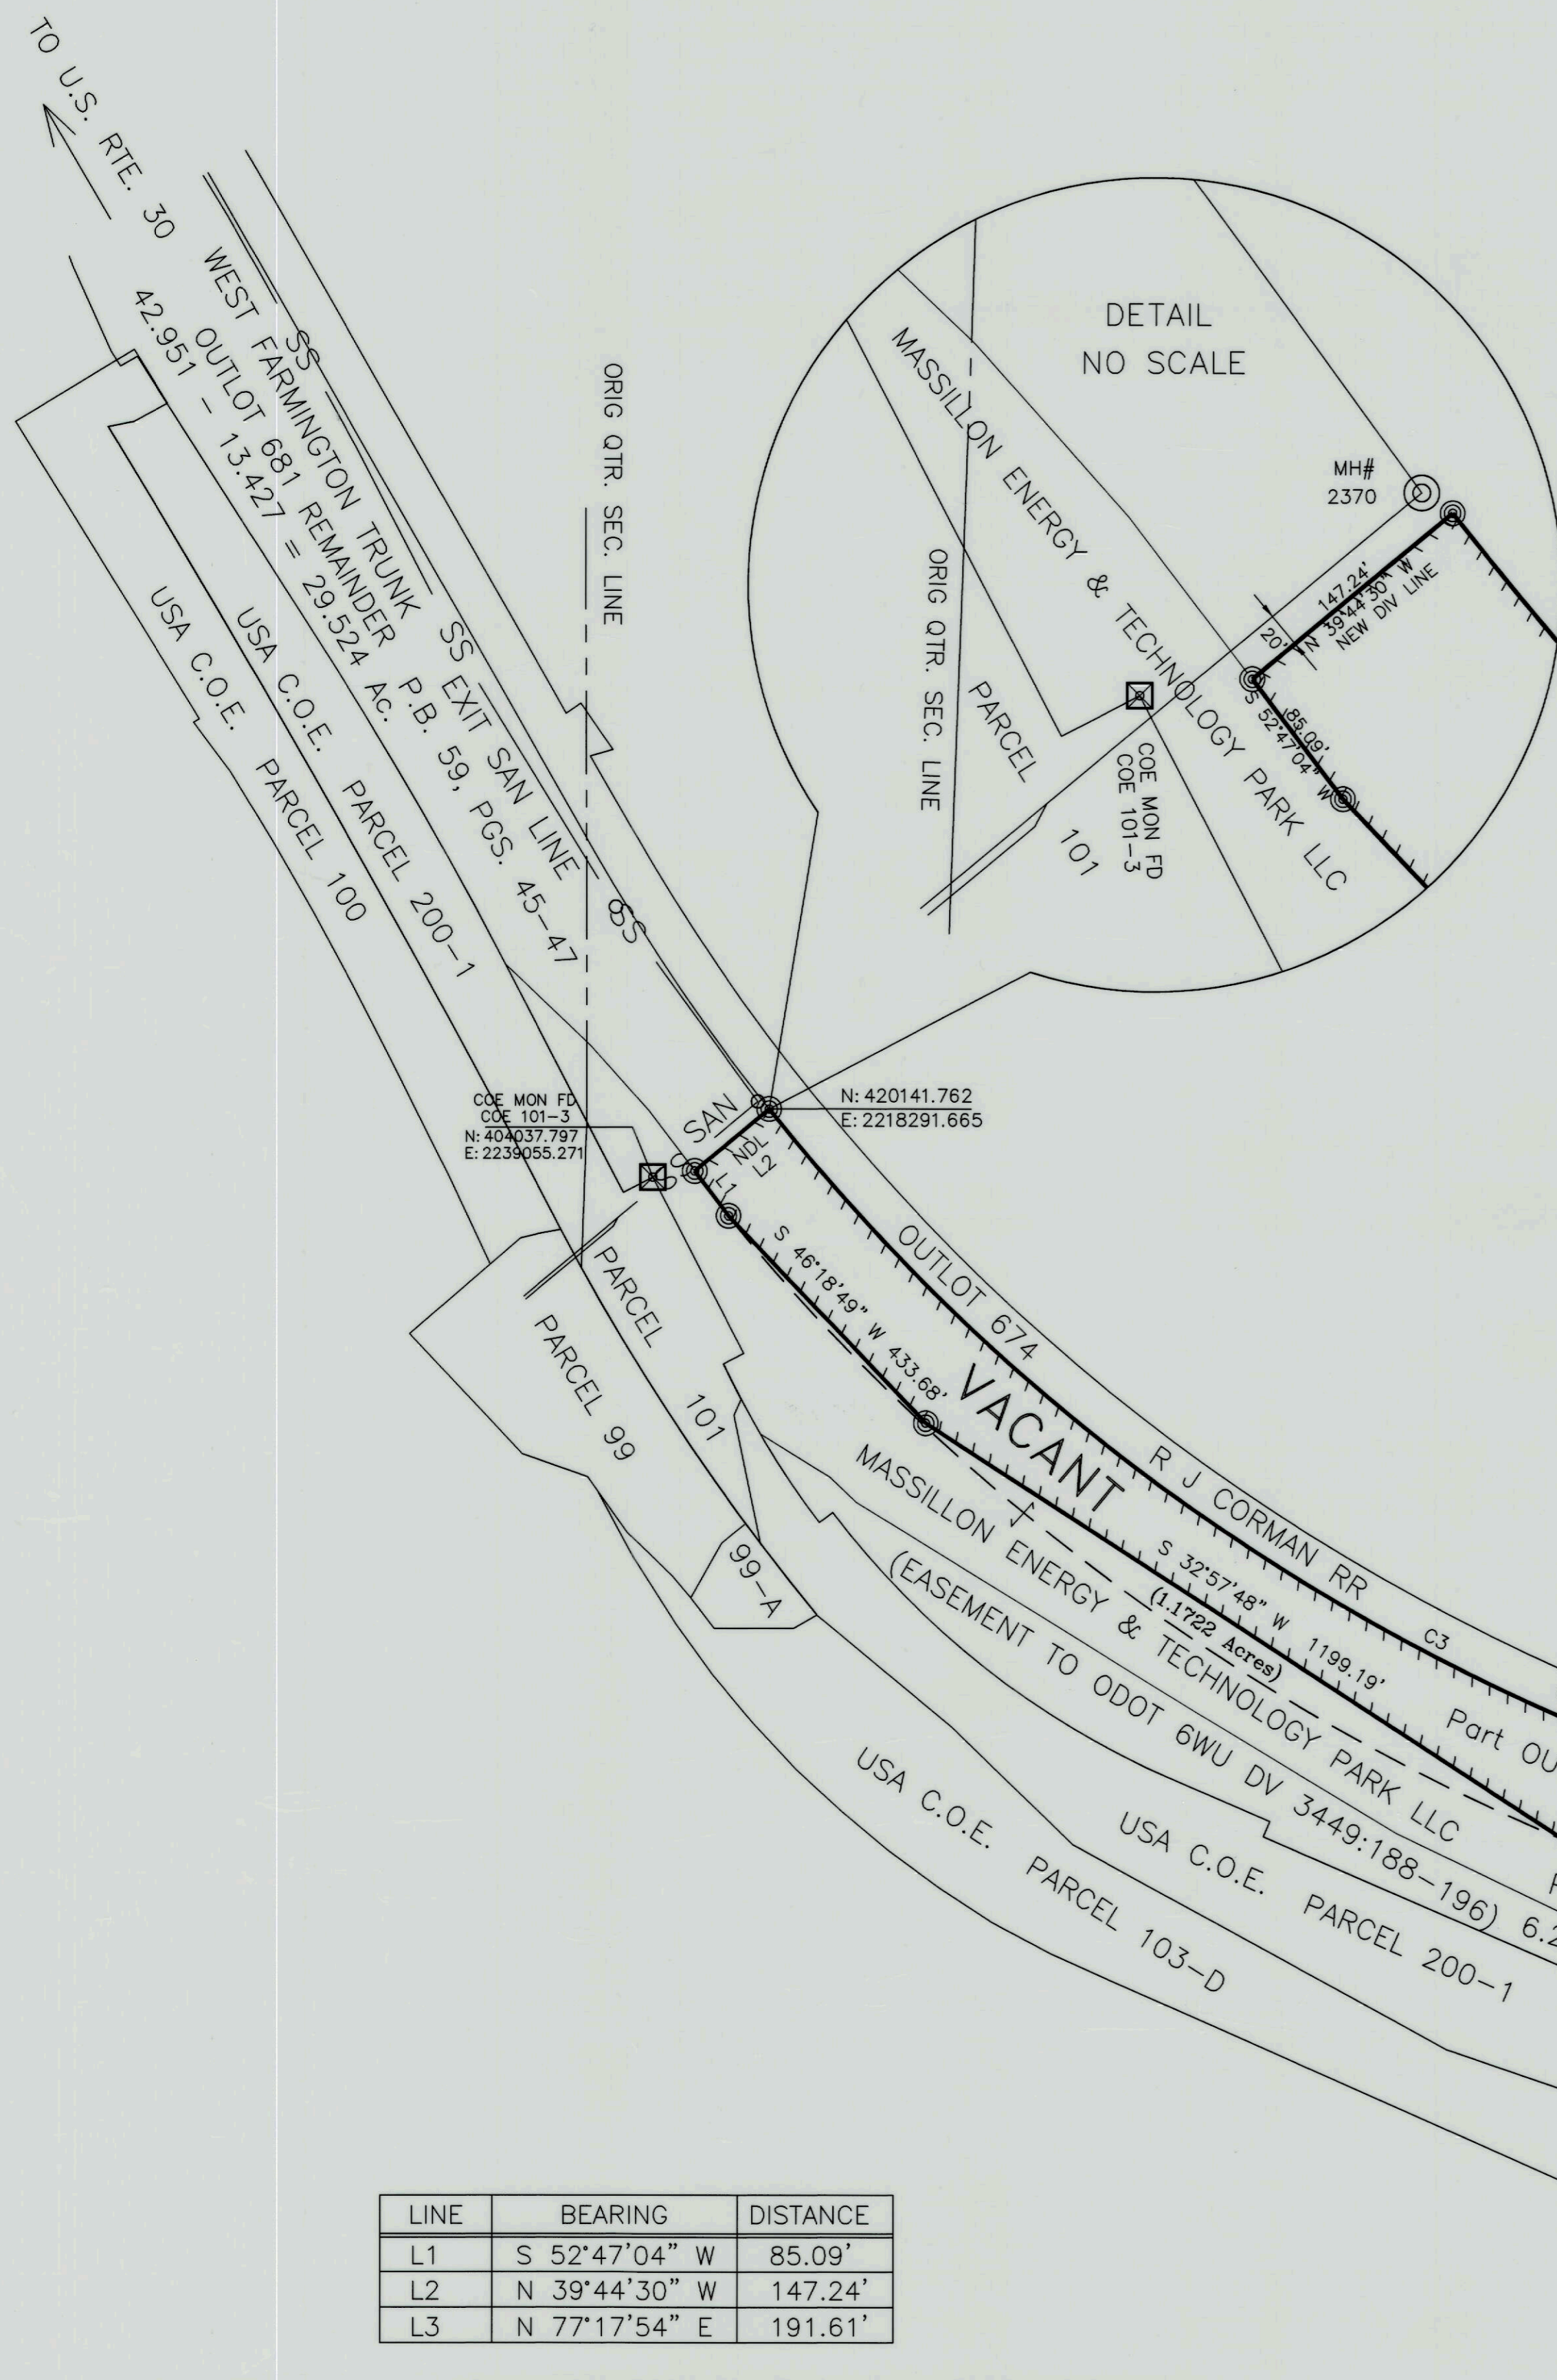 TO U.S. RTE. 30
WEST FARMINGTON TRUNK SS EXIT SAN LINE
OUTLOT 681 REMAINDER P.B. 59, PGS. 45-47
42.951 - 13.427 = 29.524 Ac.
SS
SS
USA C.O.E. PARCEL 200-1
USA C.O.E. PARCEL 100
ORIG QTR. SEC. LINE
DETAIL
NO SCALE
MASSILLON ENERGY & TECHNOLOGY PARK LLC
ORIG QTR. SEC. LINE
PARCEL
101
COE MON FD
COE 101-3
MH#
2370
147.24'
N 39°44'30" W
NEW DIV LINE
20'
85.09'
S 52°47'04" W
COE MON FD
COE 101-3
N: 404037.797
E: 2239055.271
N: 420141.762
E: 2218291.665
SAN
NDL
L2
L1
S 46°18'49" W 433.68'
OUTLOT 674
R J CORMAN RR
C3
VACANT
S 32°57'48" W 1199.19'
(1.1722 Acres)
Part OU
PARCEL
101
PARCEL 99
99-A
MASSILLON ENERGY & TECHNOLOGY PARK LLC
(EASEMENT TO ODOT 6WU DV 3449:188-196) 6.2
USA C.O.E. PARCEL 200-1
USA C.O.E. PARCEL 103-D
LINE BEARING DISTANCE
L1 S 52°47'04" W 85.09'
L2 N 39°44'30" W 147.24'
L3 N 77°17'54" E 191.61'